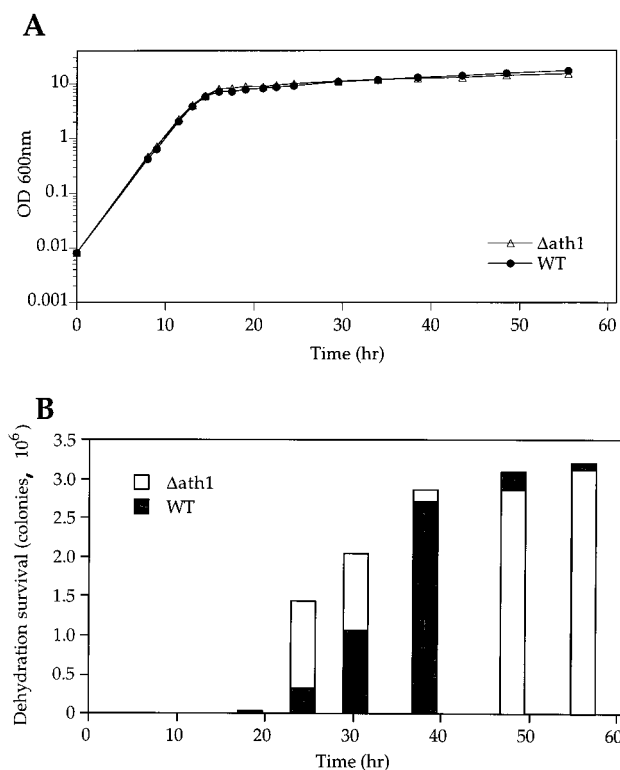 A
OD 600nm
10
1
0.1
0.01
0.001
Δath1
WT
0 10 20 30 40 50 60
Time (hr)
B
Dehydration survival (colonies, 10⁶)
3.5
3.0
2.5
2.0
1.5
1.0
0.5
0
Δath1
WT
0 10 20 30 40 50 60
Time (hr)